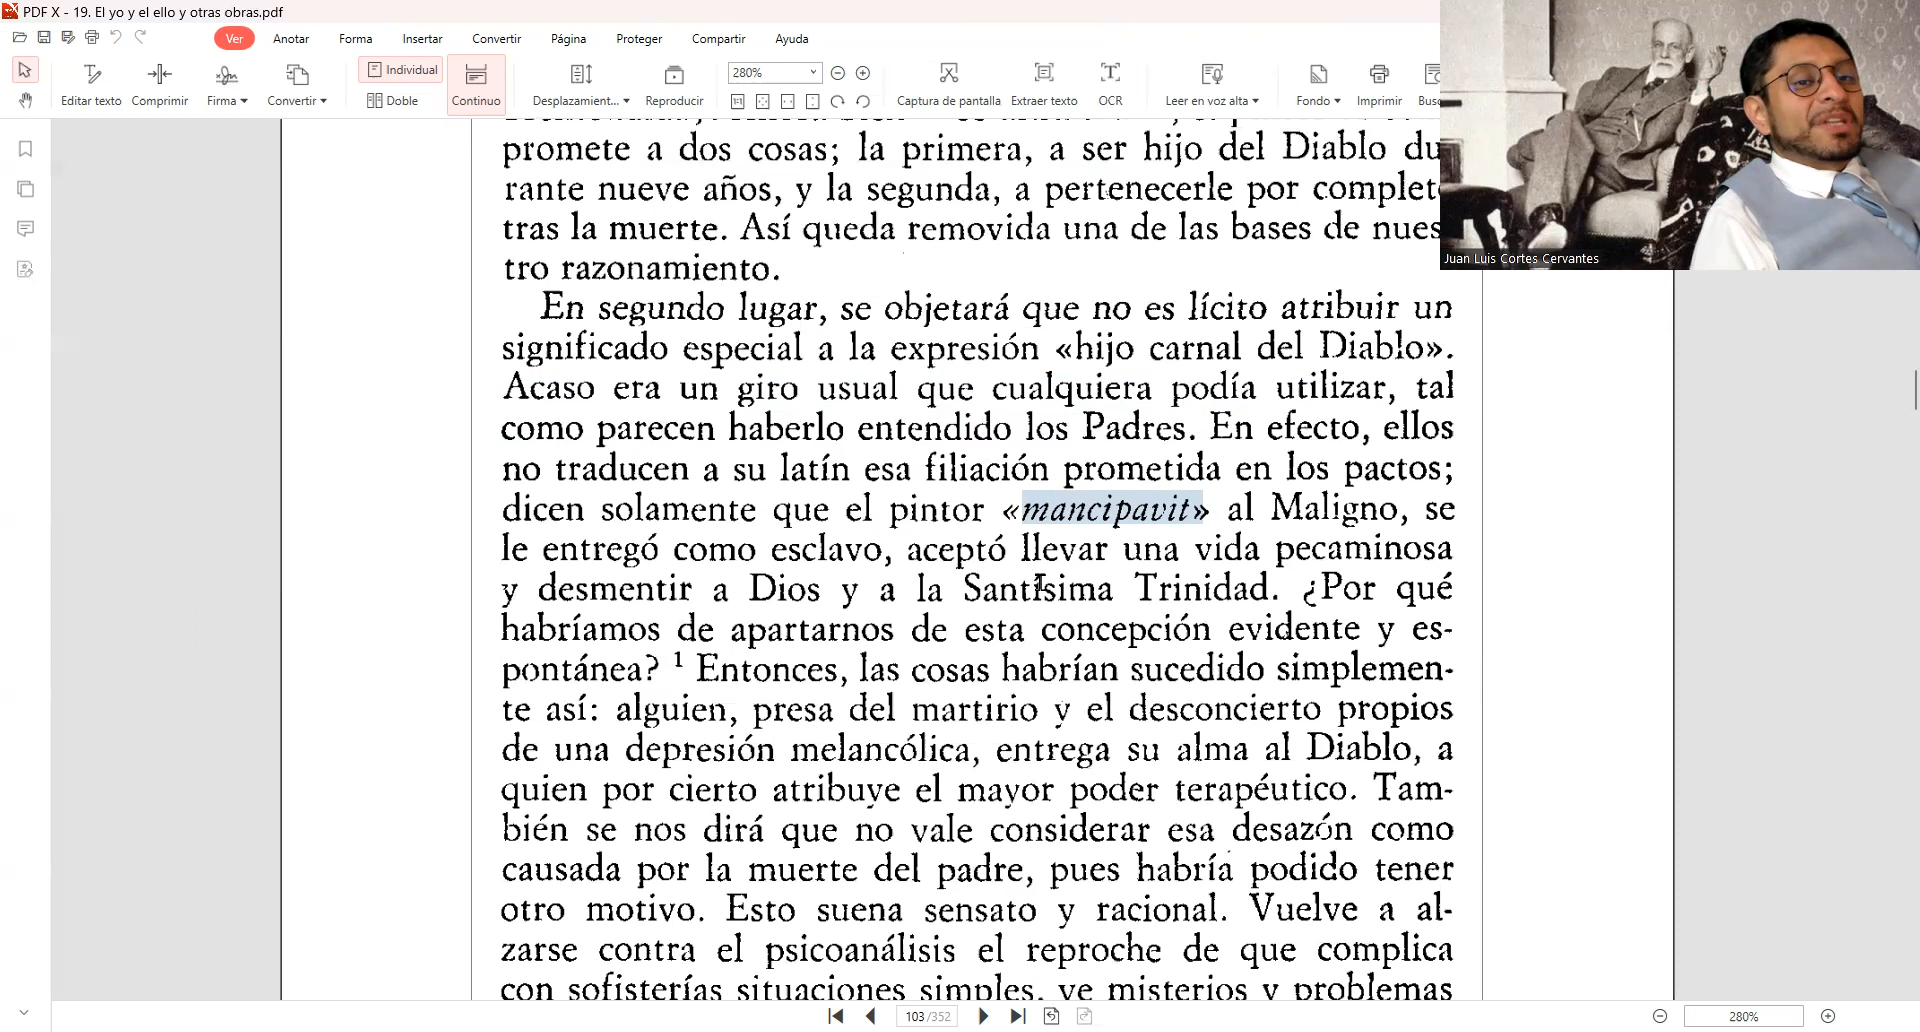 PDF X - 19. El yo y el ello y otras obras.pdf
Ver Anotar Forma Insertar Convertir Página Proteger Compartir Ayuda
Individual 280%
Editar texto Comprimir Firma Convertir Doble Continuo Desplazamient... Reproducir Captura de pantalla Extraer texto OCR Leer en voz alta Fondo Imprimir Busc
promete a dos cosas; la primera, a ser hijo del Diablo du
rante nueve años, y la segunda, a pertenecerle por complet
tras la muerte. Así queda removida una de las bases de nues
Juan Luis Cortes Cervantes
tro razonamiento.
En segundo lugar, se objetará que no es lícito atribuir un
significado especial a la expresión «hijo carnal del Diablo».
Acaso era un giro usual que cualquiera podía utilizar, tal
como parecen haberlo entendido los Padres. En efecto, ellos
no traducen a su latín esa filiación prometida en los pactos;
dicen solamente que el pintor «mancipavit» al Maligno, se
le entregó como esclavo, aceptó llevar una vida pecaminosa
y desmentir a Dios y a la Santísima Trinidad. ¿Por qué
habríamos de apartarnos de esta concepción evidente y es-
pontánea? 1 Entonces, las cosas habrían sucedido simplemen-
te así: alguien, presa del martirio y el desconcierto propios
de una depresión melancólica, entrega su alma al Diablo, a
quien por cierto atribuye el mayor poder terapéutico. Tam-
bién se nos dirá que no vale considerar esa desazón como
causada por la muerte del padre, pues habría podido tener
otro motivo. Esto suena sensato y racional. Vuelve a al-
zarse contra el psicoanálisis el reproche de que complica
con sofisterías situaciones simples, ve misterios y problemas
103 /352 280%